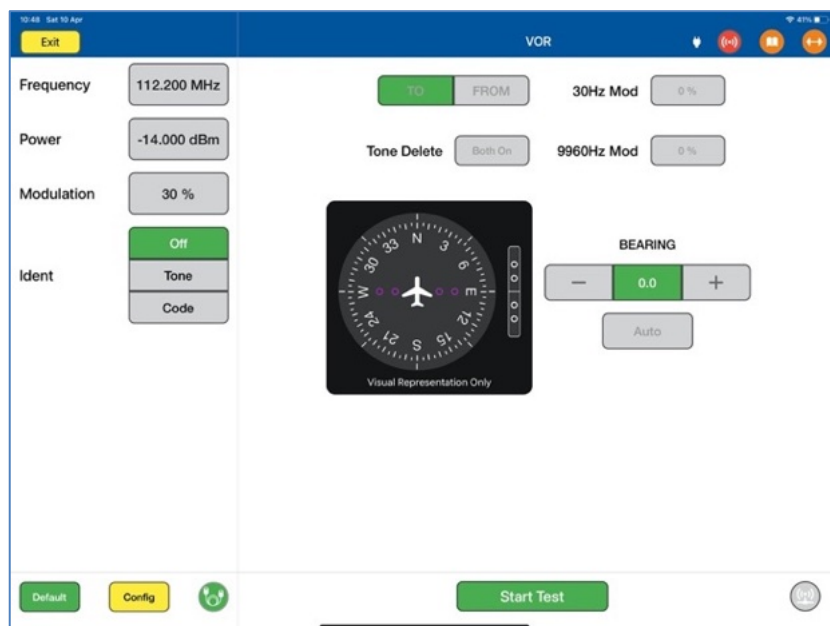 10:48 Sat 10 Apr
41%
Exit
VOR
Frequency
112.200 MHz
Power
-14.000 dBm
Modulation
30 %
Ident
Off
Tone
Code
TO
FROM
30Hz Mod
0 %
Tone Delete
Both On
9960Hz Mod
0 %
N
3
6
E
12
15
S
21
24
W
30
33
Visual Representation Only
BEARING
−
0.0
+
Auto
Default
Config
Start Test